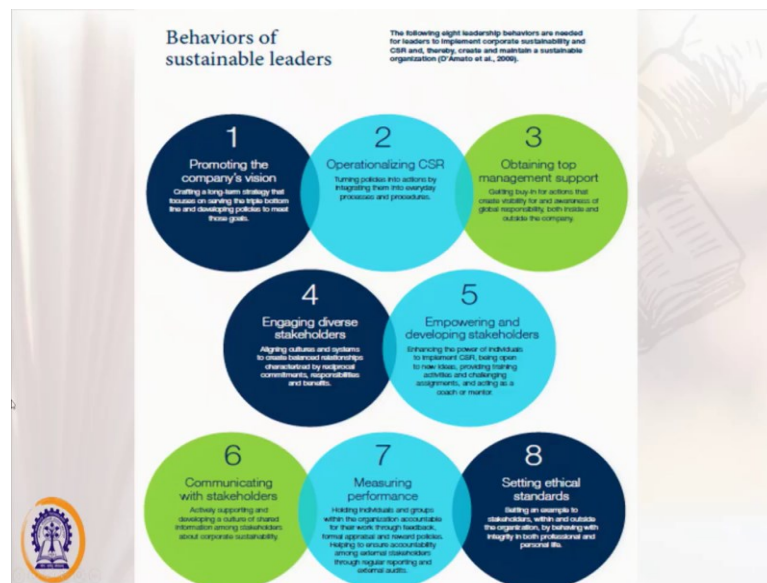 Behaviors of
sustainable leaders
The following eight leadership behaviors are needed
for leaders to implement corporate sustainability and
CSR and, thereby, create and maintain a sustainable
organization (D'Amato et al., 2009).
1
Promoting the
company's vision
Crafting a long-term strategy that
focuses on serving the triple bottom
line and developing policies to meet
those goals.
2
Operationalizing CSR
Turning policies into actions by
integrating them into everyday
processes and procedures.
3
Obtaining top
management support
Getting buy-in for actions that
create visibility for and awareness of
global responsibility, both inside and
outside the company.
4
Engaging diverse
stakeholders
Aligning cultures and systems
to create balanced relationships
characterized by reciprocal
commitments, responsibilities
and benefits.
5
Empowering and
developing stakeholders
Enhancing the power of individuals
to implement CSR, being open
to new ideas, providing training
activities and challenging
assignments, and acting as a
coach or mentor.
6
Communicating
with stakeholders
Actively supporting and
developing a culture of shared
information among stakeholders
about corporate sustainability.
7
Measuring
performance
Holding individuals and groups
within the organization accountable
for their work through feedback,
formal appraisal and reward policies.
Helping to ensure accountability
among external stakeholders
through regular reporting and
external audits.
8
Setting ethical
standards
Setting an example to
stakeholders, within and outside
the organization, by behaving with
integrity in both professional and
personal life.